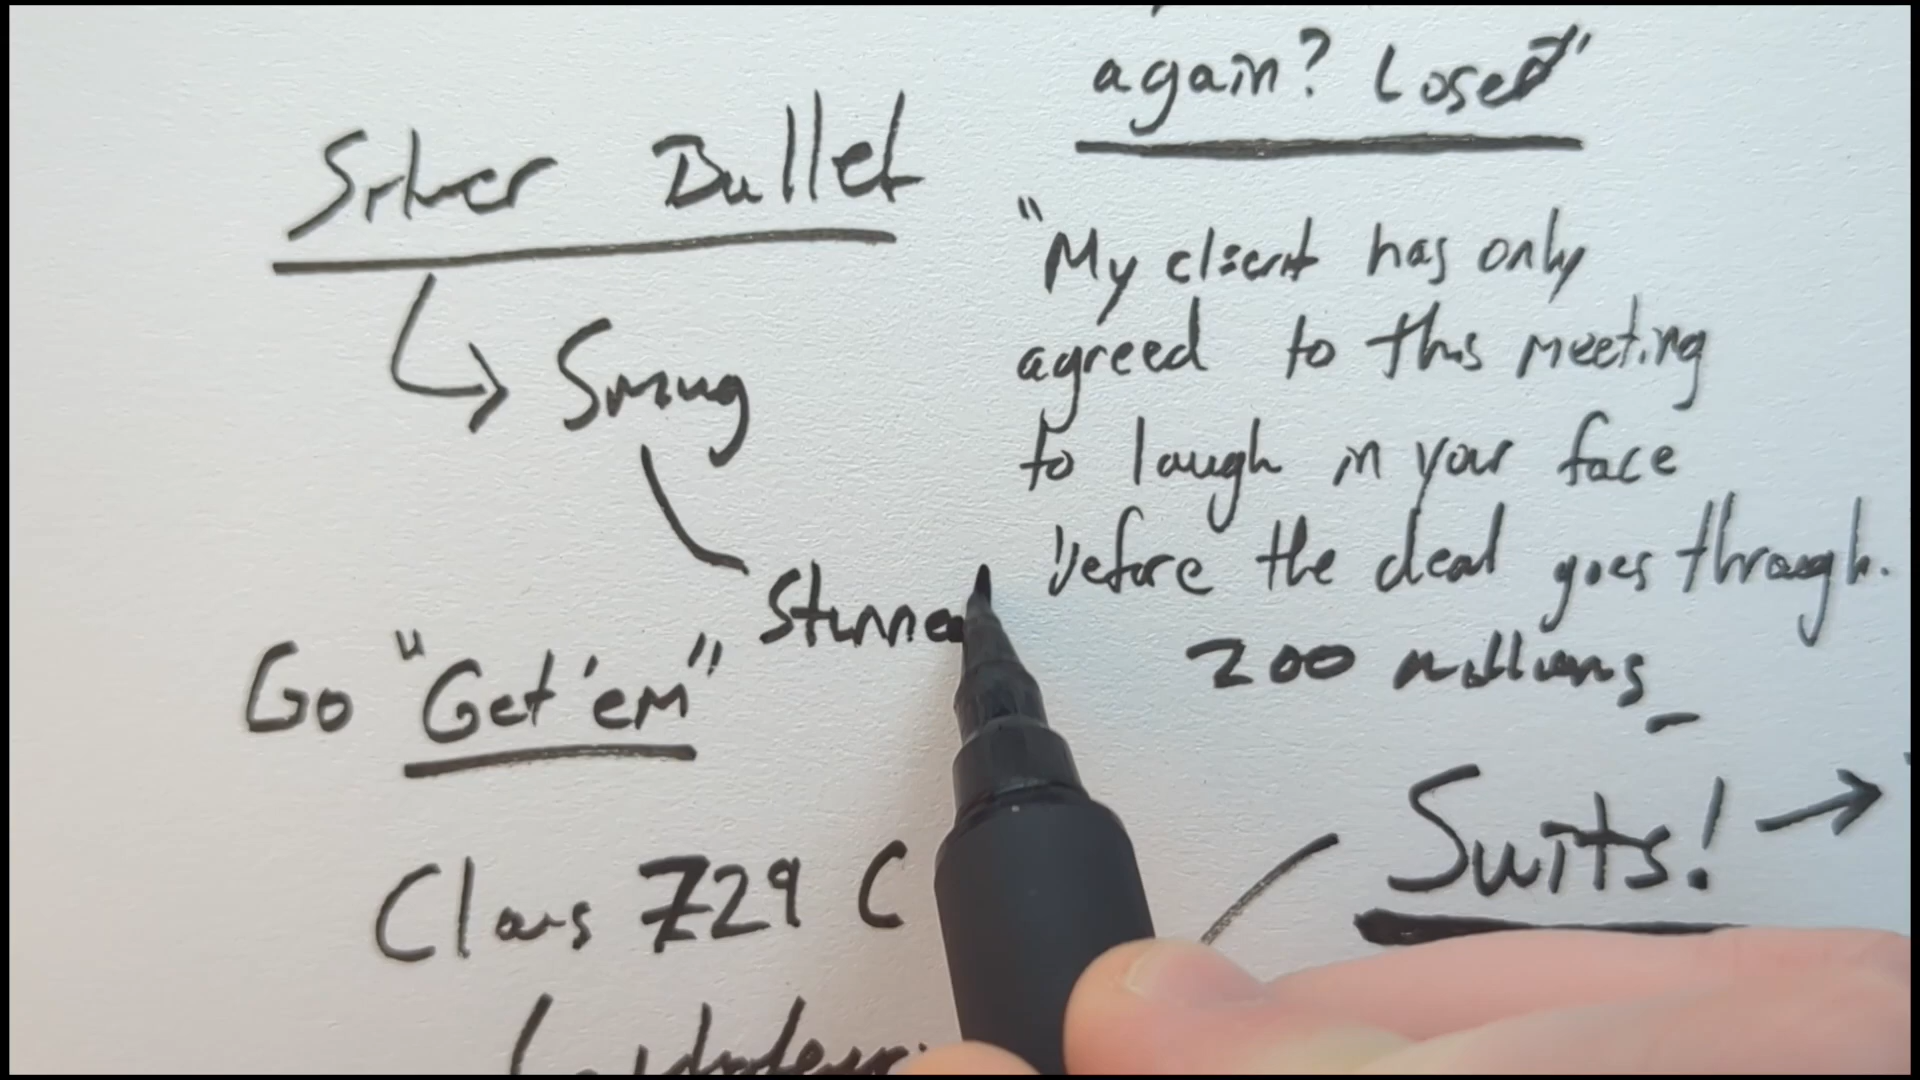 Silver Bullet
Smug
Stunne
Go "Get 'em"
Class Z29 C
again? Loser"
"My client has only
agreed to this meeting
to laugh in your face
before the deal goes through.
200 millions
Suits!